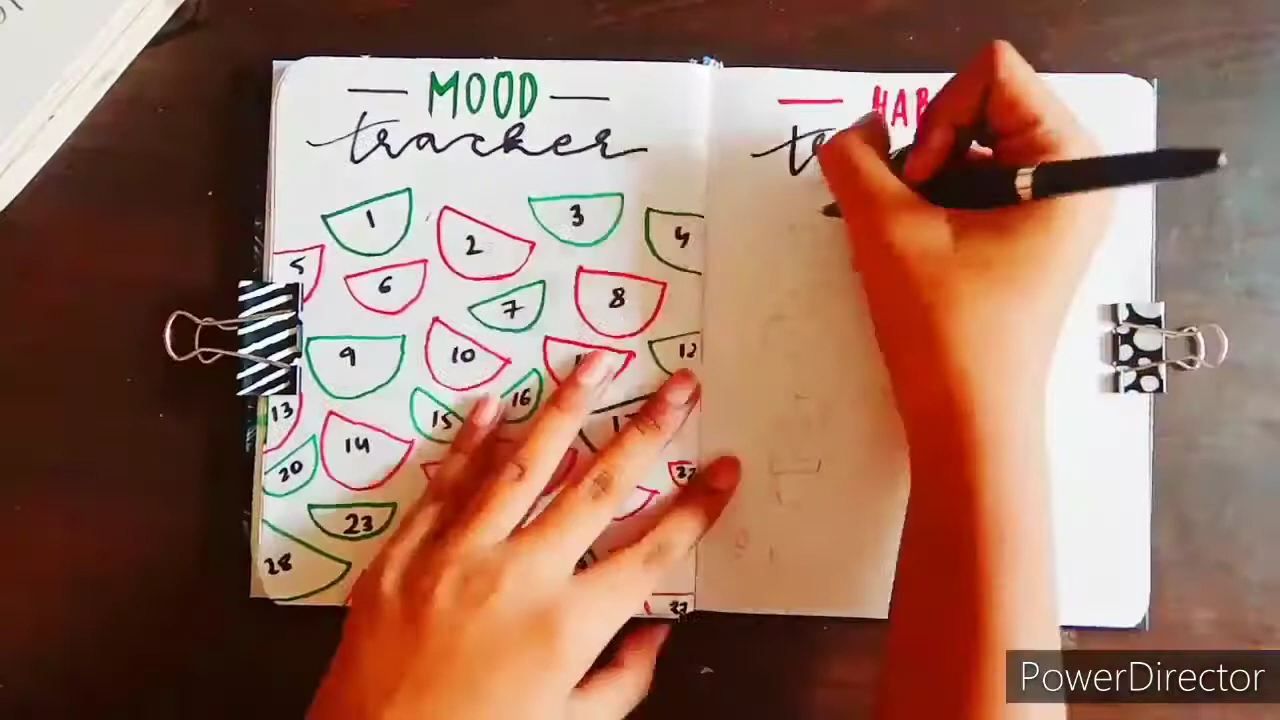 MOOD
tracker
HAB
1 2 3 4
5 6 7 8
9 10 12
13 14 15 16
20 23
28
PowerDirector